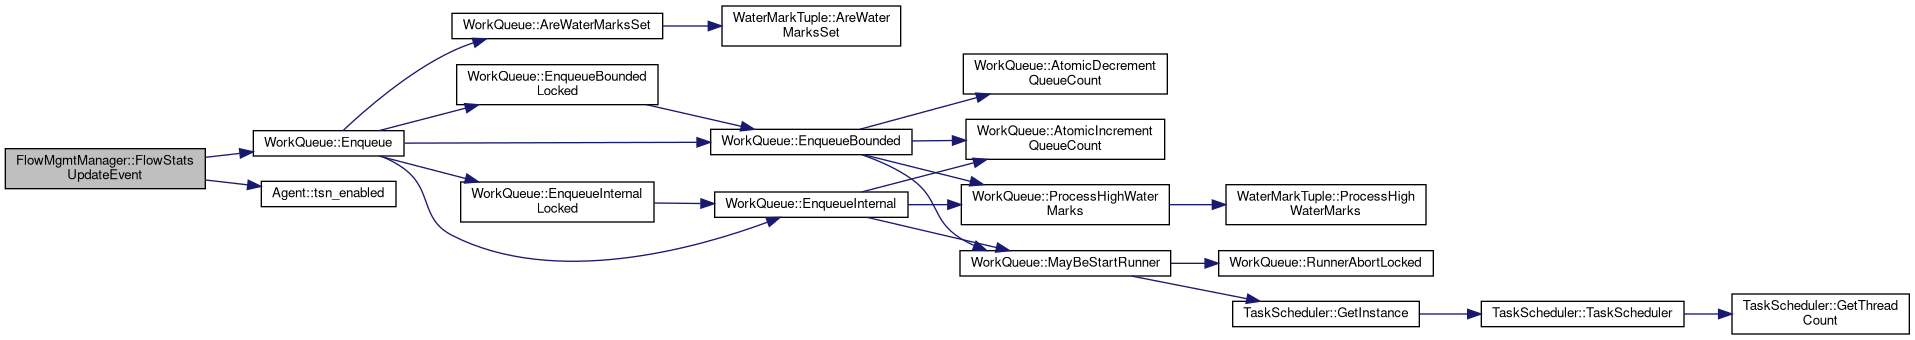 FlowMgmtManager::FlowStats
UpdateEvent
WorkQueue::Enqueue
Agent::tsn_enabled
WorkQueue::AreWaterMarksSet
WorkQueue::EnqueueBounded
Locked
WorkQueue::EnqueueInternal
Locked
WaterMarkTuple::AreWater
MarksSet
WorkQueue::EnqueueBounded
WorkQueue::EnqueueInternal
WorkQueue::AtomicDecrement
QueueCount
WorkQueue::AtomicIncrement
QueueCount
WorkQueue::ProcessHighWater
Marks
WorkQueue::MayBeStartRunner
WaterMarkTuple::ProcessHigh
WaterMarks
WorkQueue::RunnerAbortLocked
TaskScheduler::GetInstance
TaskScheduler::TaskScheduler
TaskScheduler::GetThread
Count